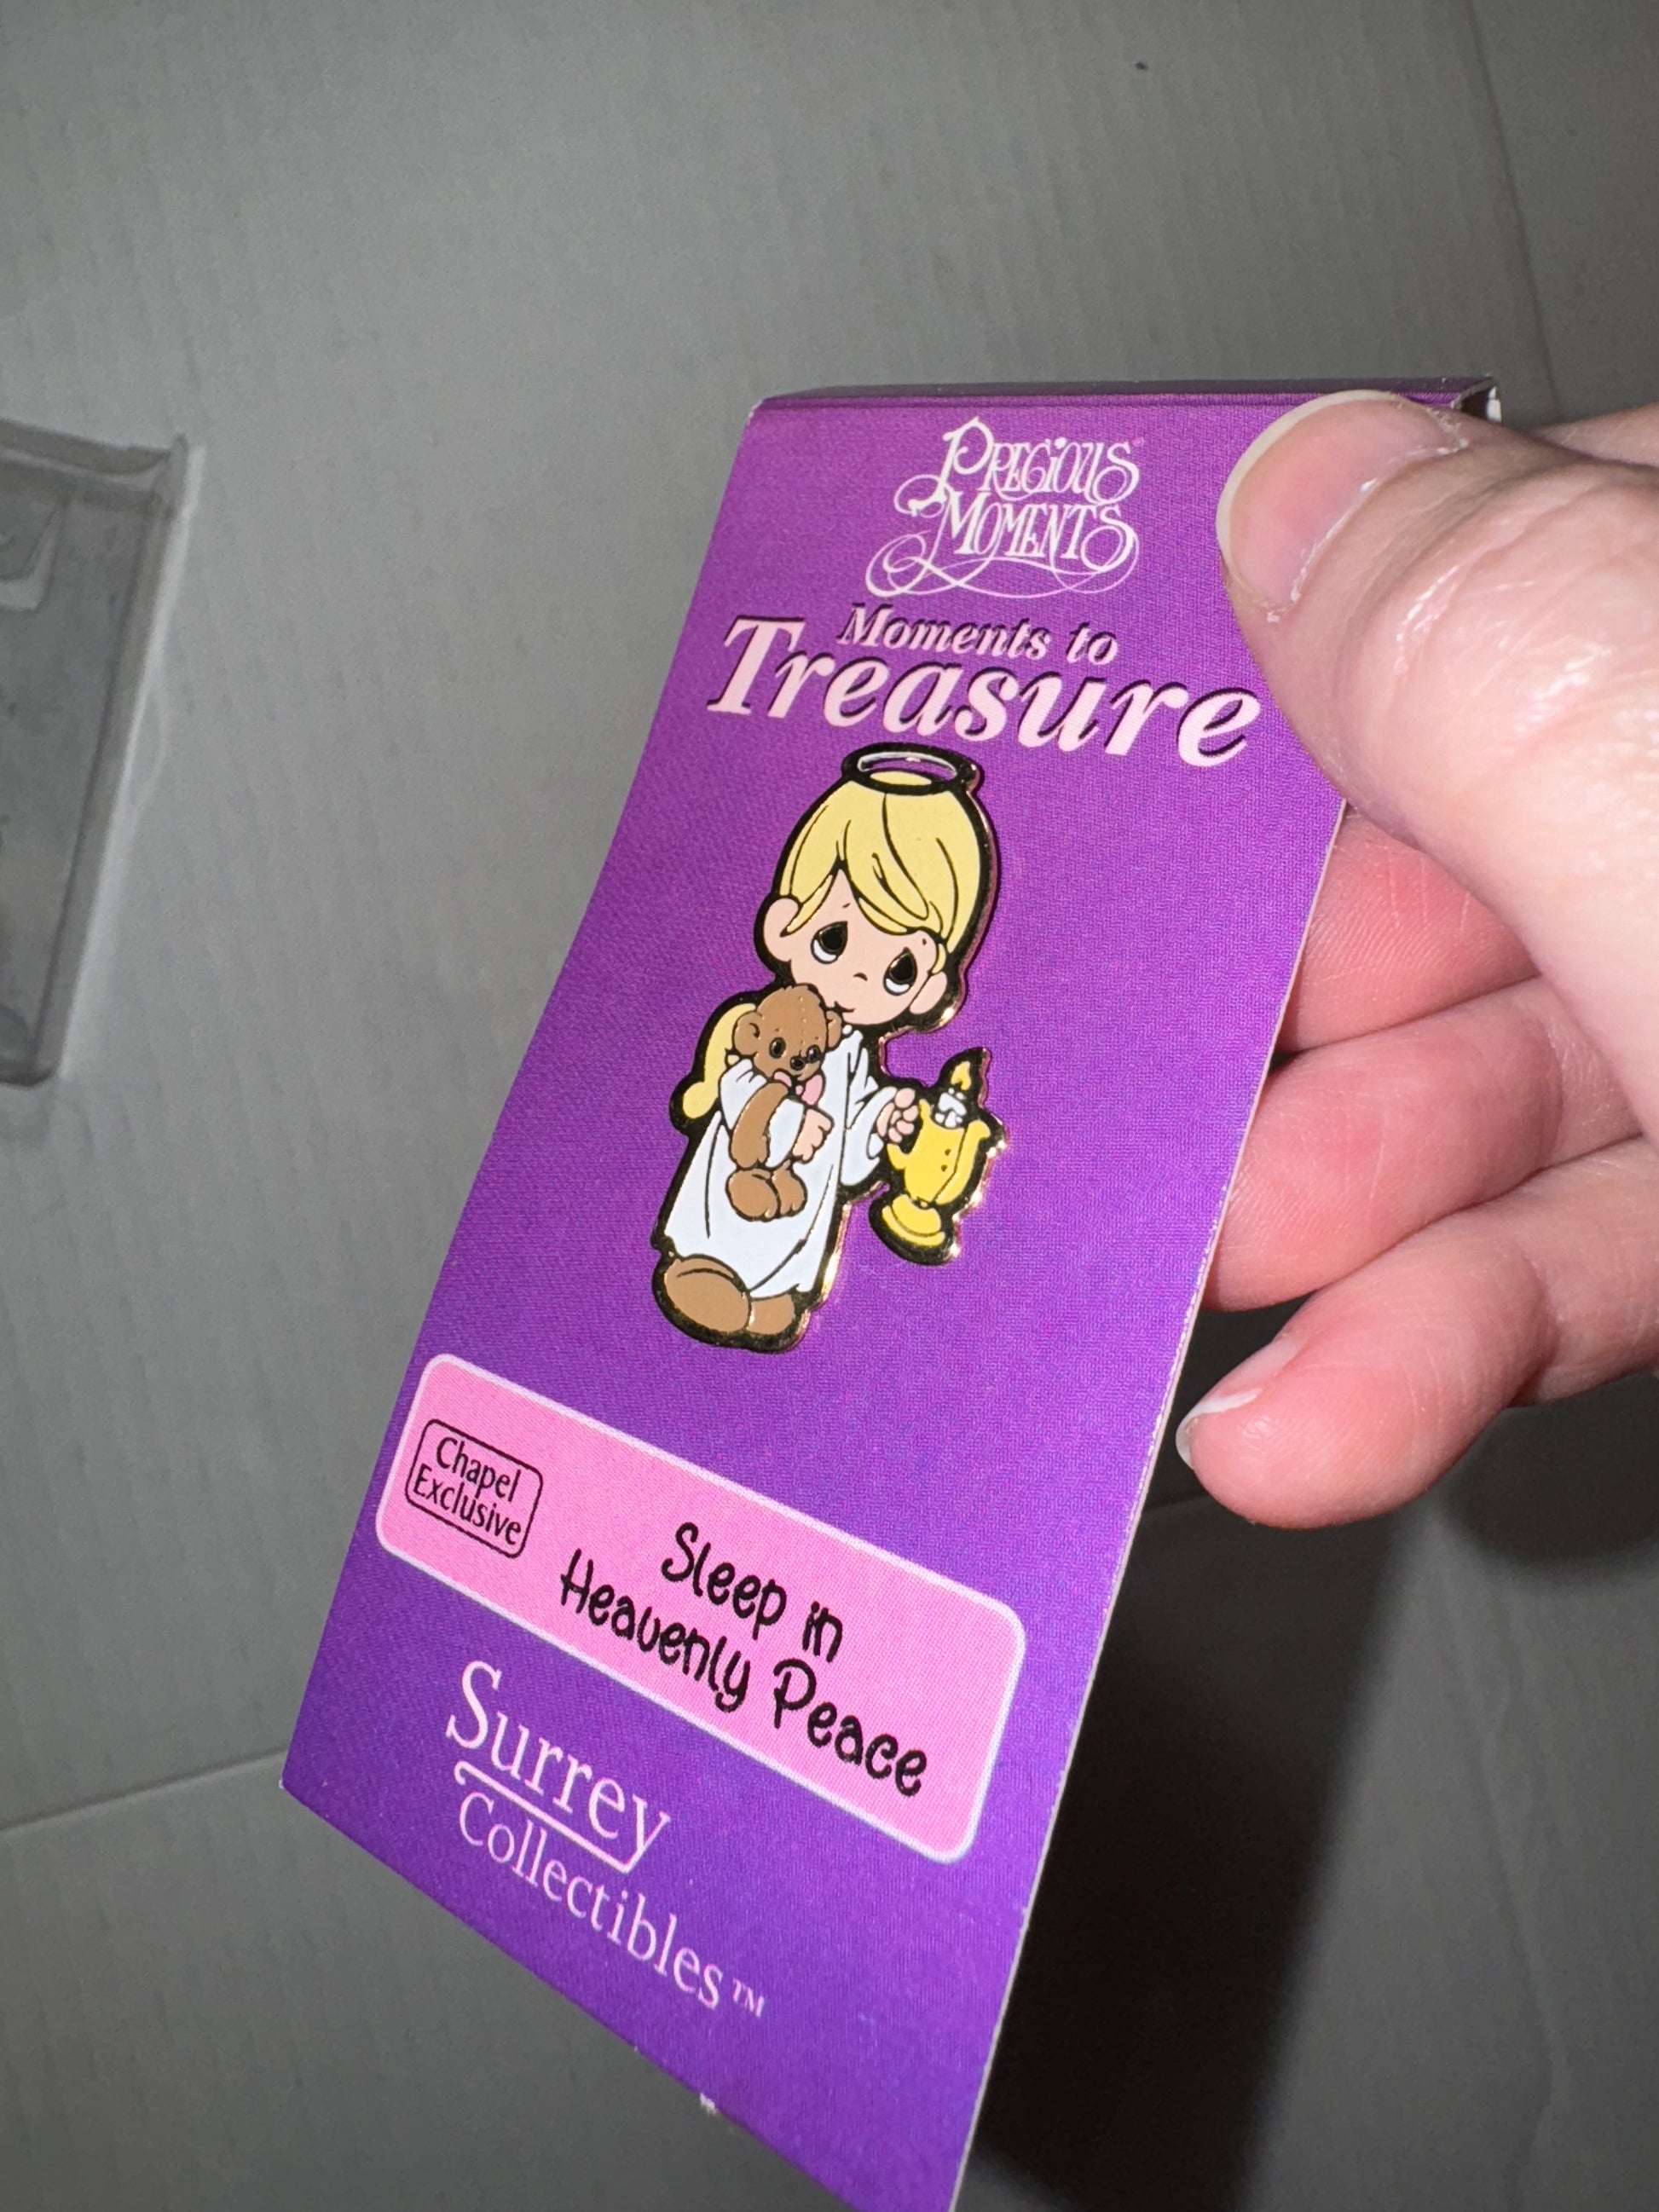 PRECIOUS
MOMENTS
Moments to
Treasure
Chapel
Exclusive
Sleep in
Heavenly Peace
Surrey
Collectibles™